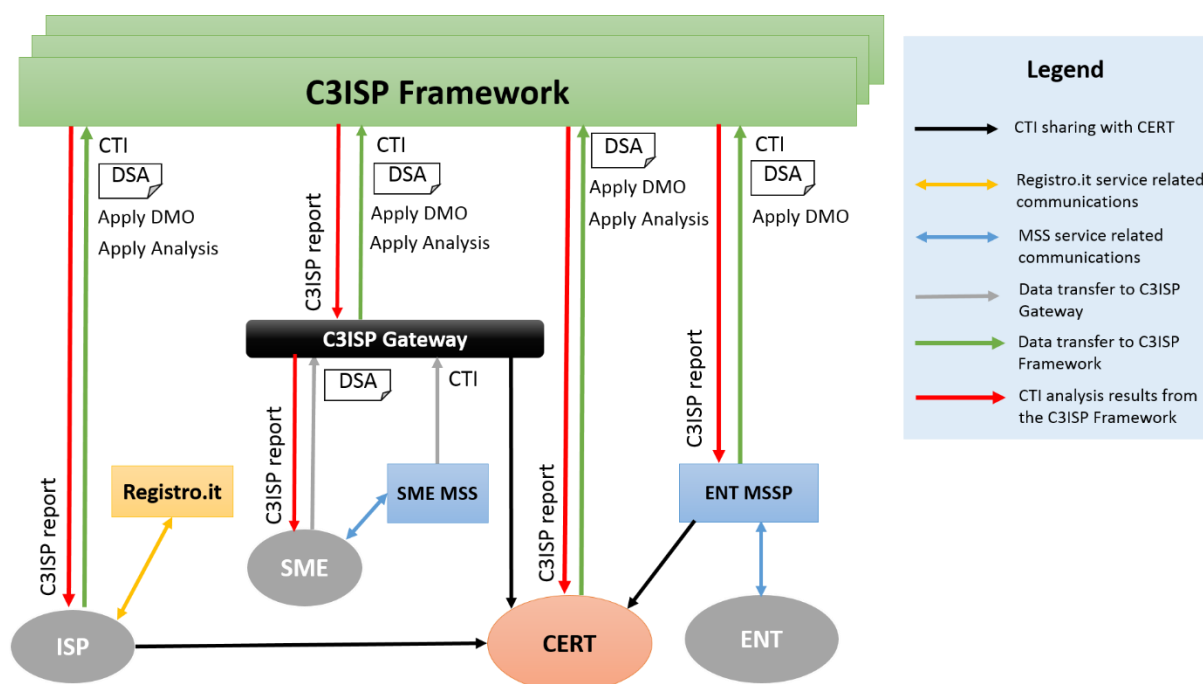 C3ISP Framework
CTI
DSA
Apply DMO
Apply Analysis
C3ISP report
CTI
DSA
Apply DMO
Apply Analysis
C3ISP report
DSA
Apply DMO
Apply Analysis
C3ISP report
CTI
DSA
Apply DMO
C3ISP report
C3ISP Gateway
DSA
CTI
C3ISP report
Registro.it
SME MSS
ENT MSSP
SME
ISP
CERT
ENT
Legend
CTI sharing with CERT
Registro.it service related
communications
MSS service related
communications
Data transfer to C3ISP
Gateway
Data transfer to C3ISP
Framework
CTI analysis results from
the C3ISP Framework